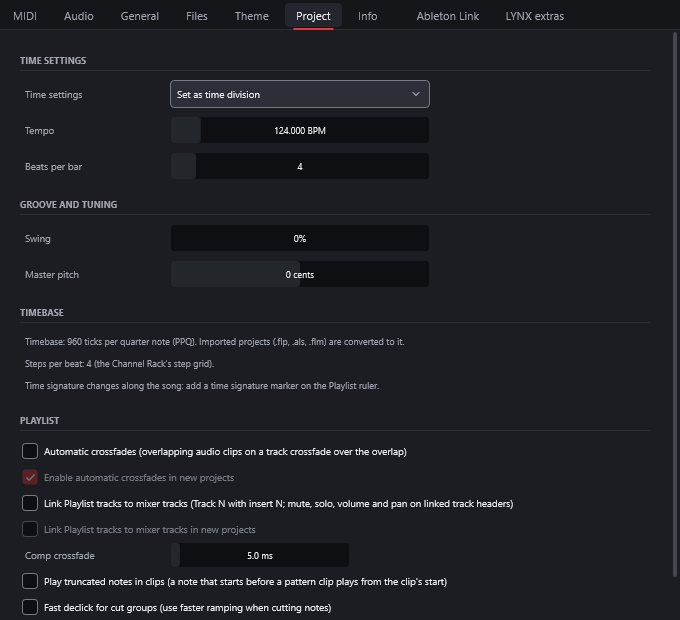 MIDI Audio General Files Theme Project Info Ableton Link LYNX extras
TIME SETTINGS
Time settings Set as time division
Tempo 124.000 BPM
Beats per bar 4
GROOVE AND TUNING
Swing 0%
Master pitch 0 cents
TIMEBASE
Timebase: 960 ticks per quarter note (PPQ). Imported projects (.flp, .als, .flm) are converted to it.
Steps per beat: 4 (the Channel Rack's step grid).
Time signature changes along the song: add a time signature marker on the Playlist ruler.
PLAYLIST
Automatic crossfades (overlapping audio clips on a track crossfade over the overlap)
Enable automatic crossfades in new projects
Link Playlist tracks to mixer tracks (Track N with insert N; mute, solo, volume and pan on linked track headers)
Link Playlist tracks to mixer tracks in new projects
Comp crossfade 5.0 ms
Play truncated notes in clips (a note that starts before a pattern clip plays from the clip's start)
Fast declick for cut groups (use faster ramping when cutting notes)